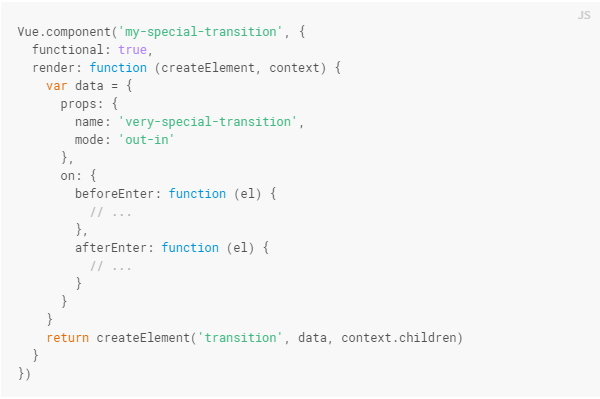 JS
Vue.component('my-special-transition', {
  functional: true,
  render: function (createElement, context) {
    var data = {
      props: {
        name: 'very-special-transition',
        mode: 'out-in'
      },
      on: {
        beforeEnter: function (el) {
          // ...
        },
        afterEnter: function (el) {
          // ...
        }
      }
    }
    return createElement('transition', data, context.children)
  }
})